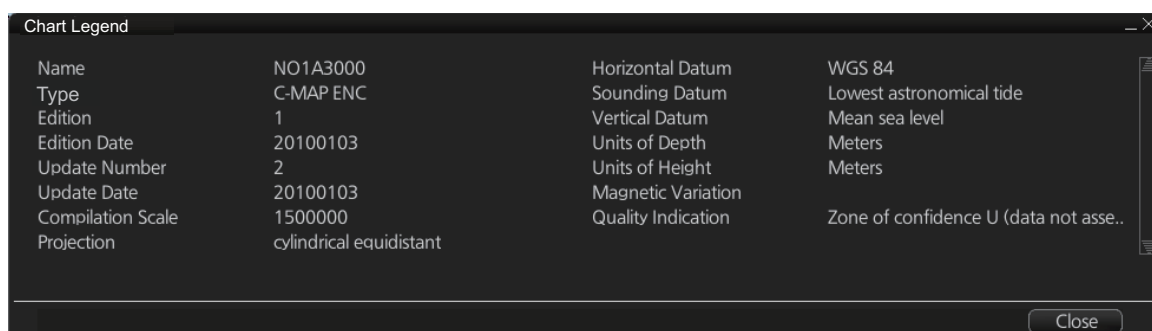 Chart Legend
Name NO1A3000 Horizontal Datum WGS 84
Type C-MAP ENC Sounding Datum Lowest astronomical tide
Edition 1 Vertical Datum Mean sea level
Edition Date 20100103 Units of Depth Meters
Update Number 2 Units of Height Meters
Update Date 20100103 Magnetic Variation
Compilation Scale 1500000 Quality Indication Zone of confidence U (data not asse..
Projection cylindrical equidistant
Close